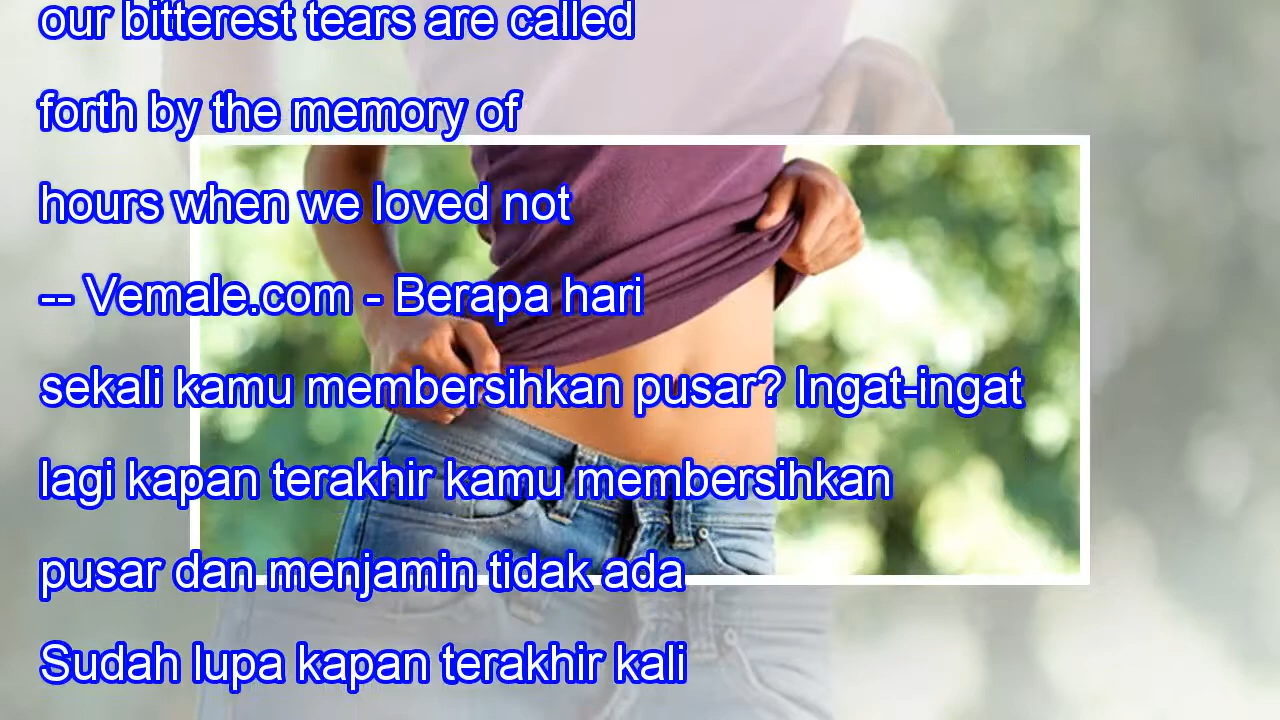 our bitterest tears are called
forth by the memory of
hours when we loved not
-- Vemale.com - Berapa hari
sekali kamu membersihkan pusar? Ingat-ingat
lagi kapan terakhir kamu membersihkan
pusar dan menjamin tidak ada
Sudah lupa kapan terakhir kali